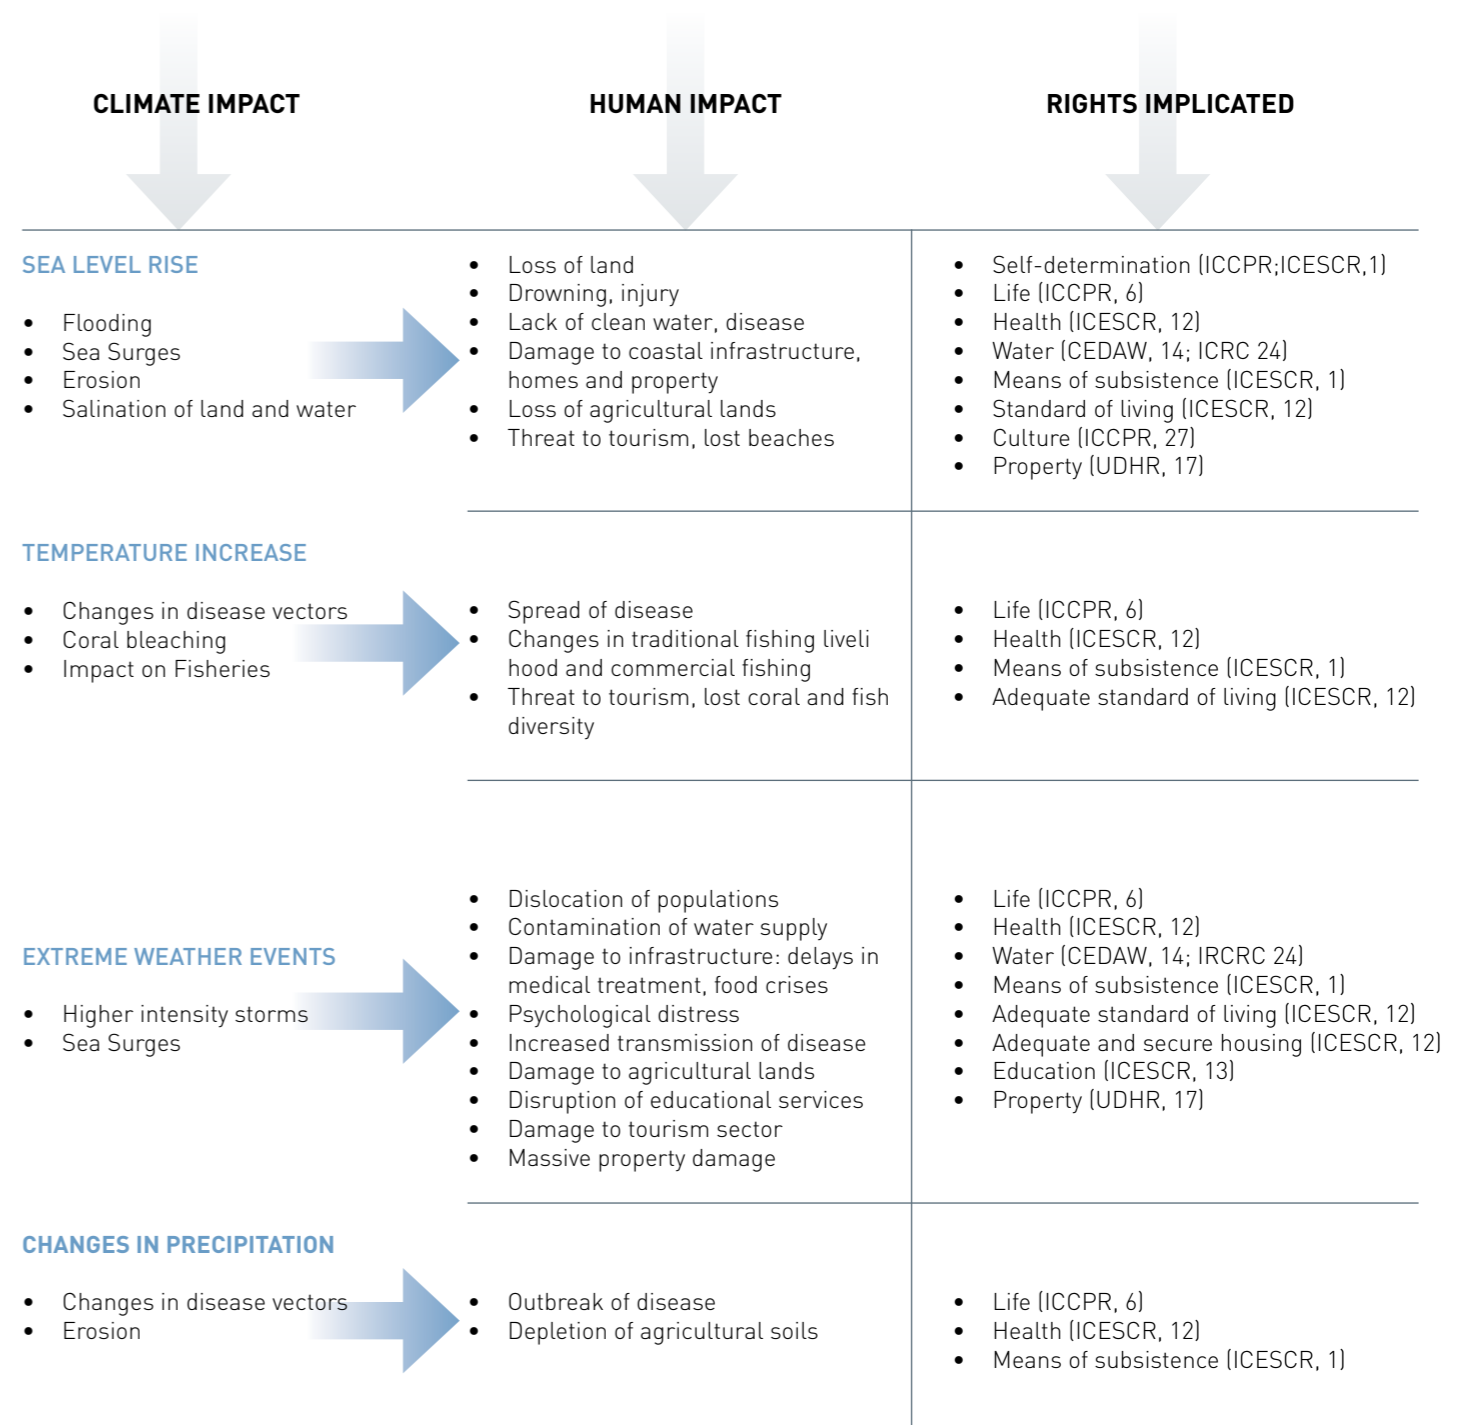 CLIMATE IMPACT
HUMAN IMPACT
RIGHTS IMPLICATED
SEA LEVEL RISE
• Flooding
• Sea Surges
• Erosion
• Salination of land and water
• Loss of land
• Drowning, injury
• Lack of clean water, disease
• Damage to coastal infrastructure,
homes and property
• Loss of agricultural lands
• Threat to tourism, lost beaches
• Self-determination (ICCPR;ICESCR,1)
• Life (ICCPR, 6)
• Health (ICESCR, 12)
• Water (CEDAW, 14; ICRC 24)
• Means of subsistence (ICESCR, 1)
• Standard of living (ICESCR, 12)
• Culture (ICCPR, 27)
• Property (UDHR, 17)
TEMPERATURE INCREASE
• Changes in disease vectors
• Coral bleaching
• Impact on Fisheries
• Spread of disease
• Changes in traditional fishing liveli
hood and commercial fishing
• Threat to tourism, lost coral and fish
diversity
• Life (ICCPR, 6)
• Health (ICESCR, 12)
• Means of subsistence (ICESCR, 1)
• Adequate standard of living (ICESCR, 12)
EXTREME WEATHER EVENTS
• Higher intensity storms
• Sea Surges
• Dislocation of populations
• Contamination of water supply
• Damage to infrastructure: delays in
medical treatment, food crises
• Psychological distress
• Increased transmission of disease
• Damage to agricultural lands
• Disruption of educational services
• Damage to tourism sector
• Massive property damage
• Life (ICCPR, 6)
• Health (ICESCR, 12)
• Water (CEDAW, 14; IRCRC 24)
• Means of subsistence (ICESCR, 1)
• Adequate standard of living (ICESCR, 12)
• Adequate and secure housing (ICESCR, 12)
• Education (ICESCR, 13)
• Property (UDHR, 17)
CHANGES IN PRECIPITATION
• Changes in disease vectors
• Erosion
• Outbreak of disease
• Depletion of agricultural soils
• Life (ICCPR, 6)
• Health (ICESCR, 12)
• Means of subsistence (ICESCR, 1)